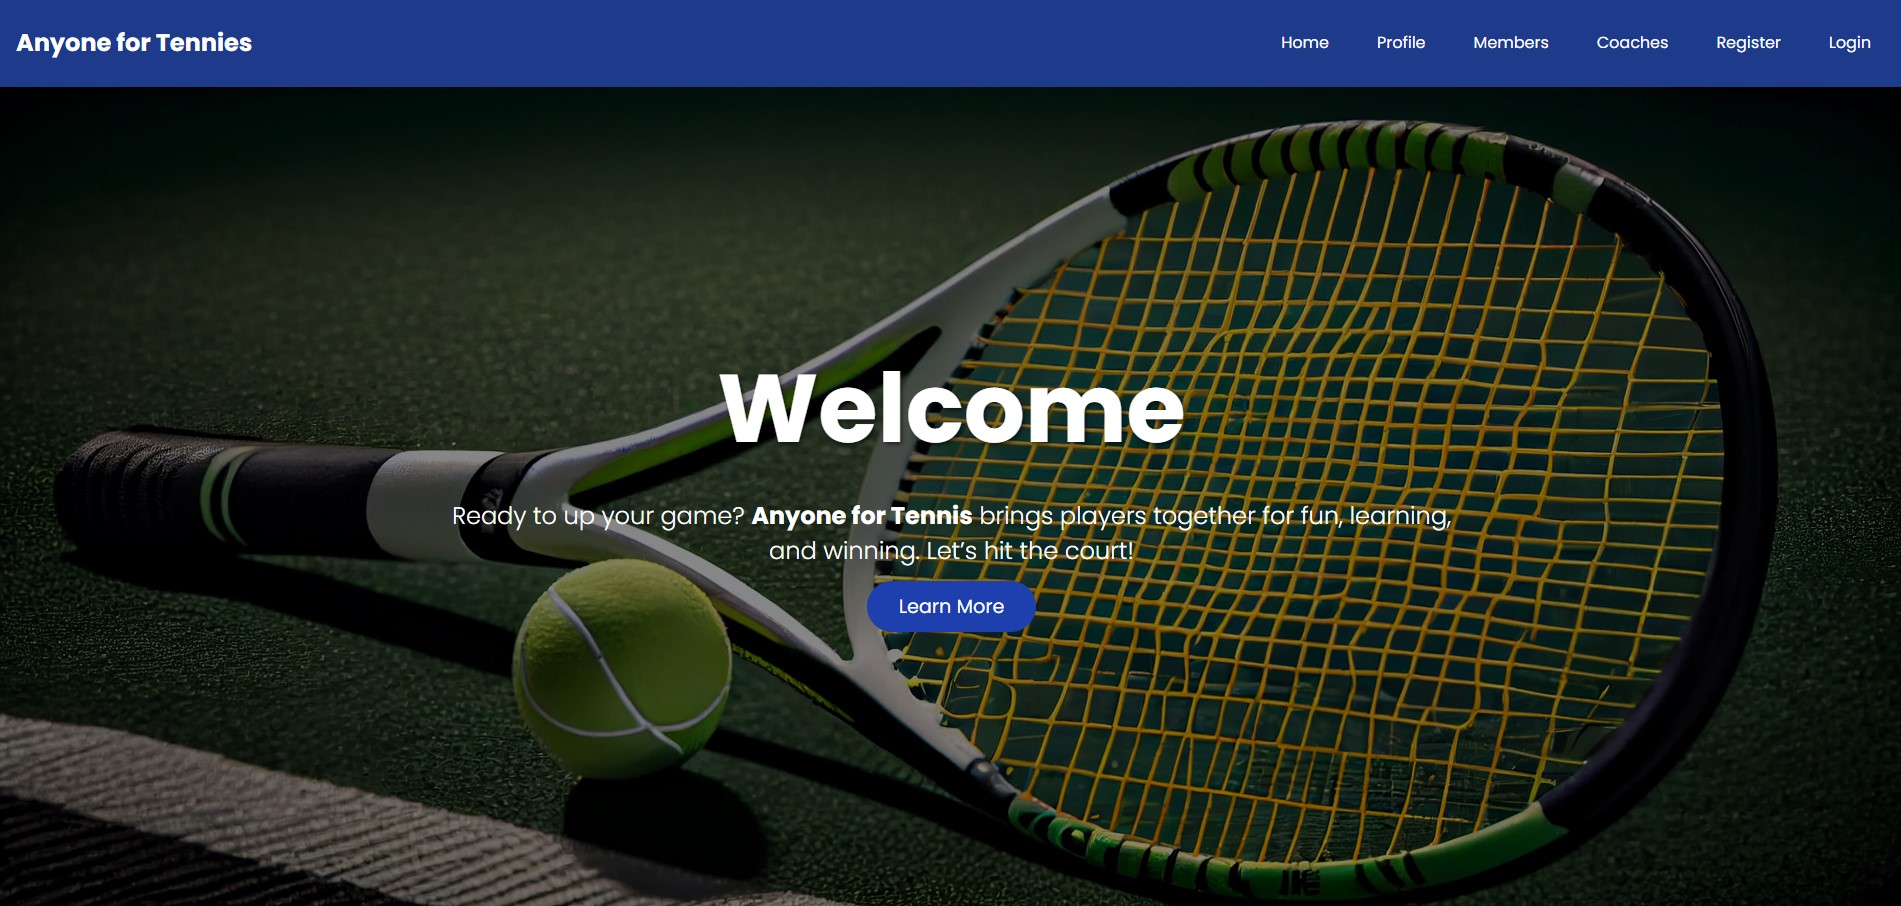 Anyone for Tennies
Home Profile Members Coaches Register Login
Welcome
Ready to up your game? Anyone for Tennis brings players together for fun, learning,
and winning. Let’s hit the court!
Learn More